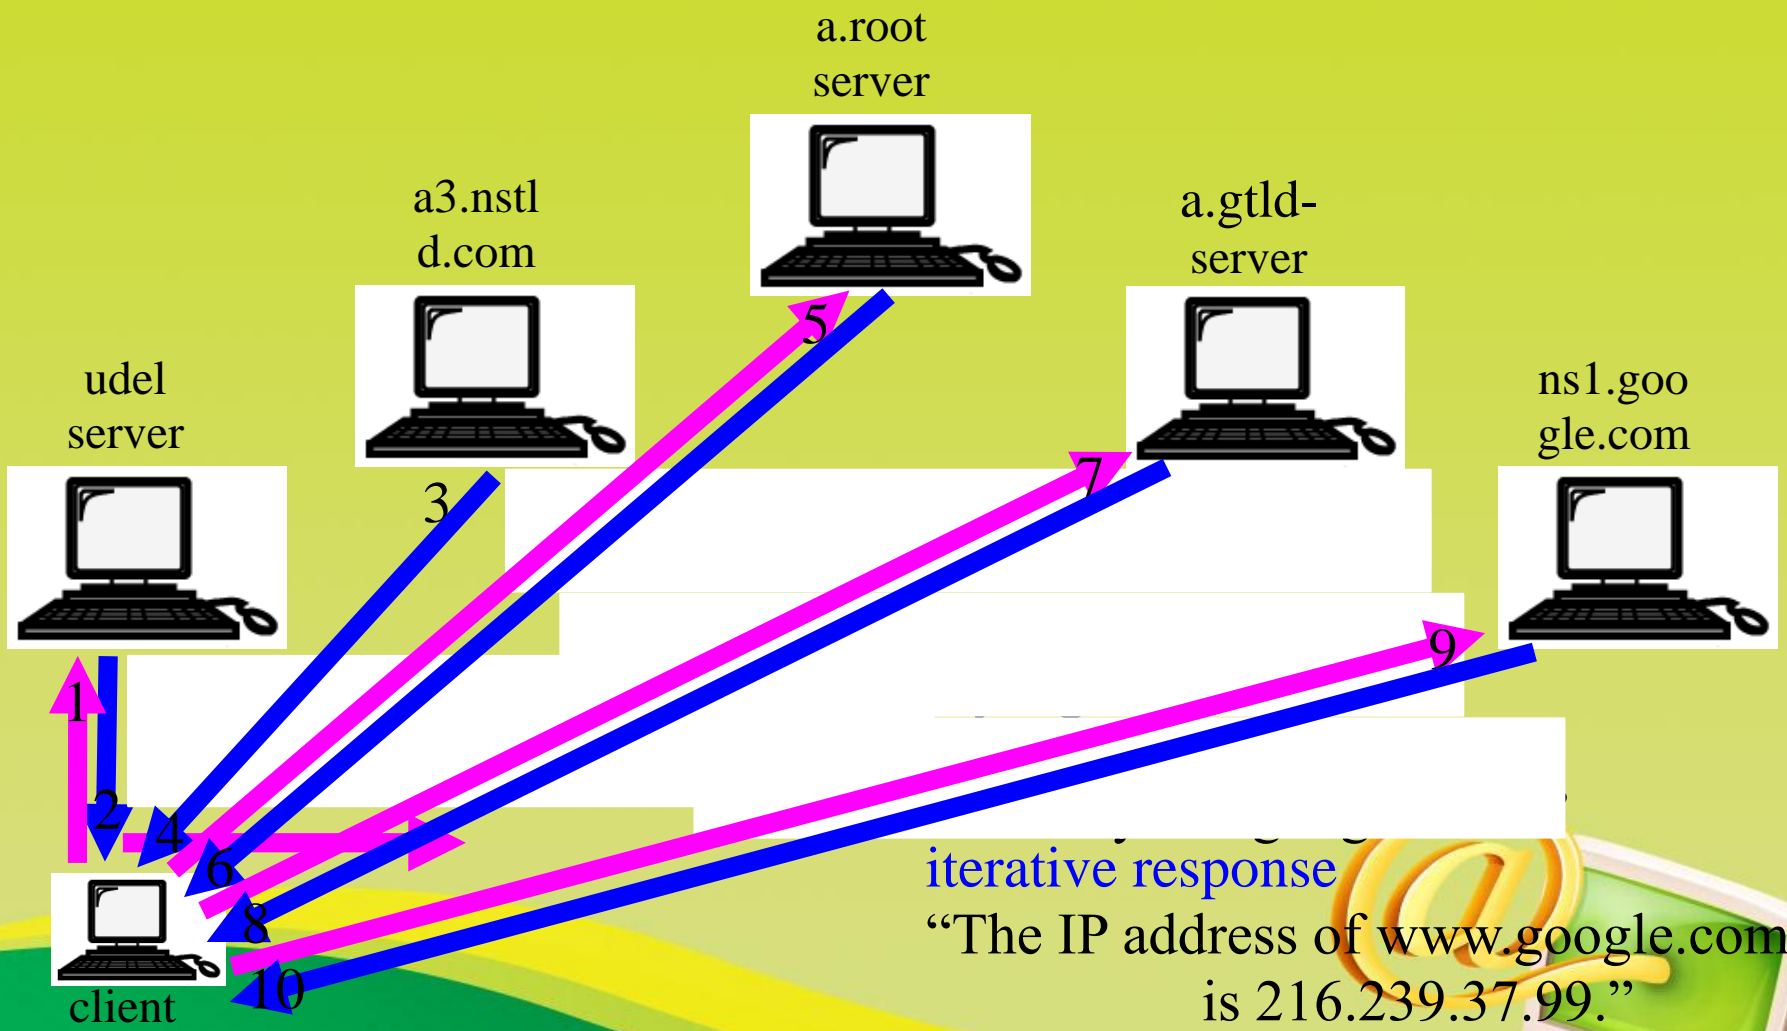 a.root
server
a3.nstl
d.com
a.gtld-
server
udel
server
ns1.goo
gle.com
5
7
3
9
1
2
4
6
8
10
client
iterative response
“The IP address of www.google.com
is 216.239.37.99.”